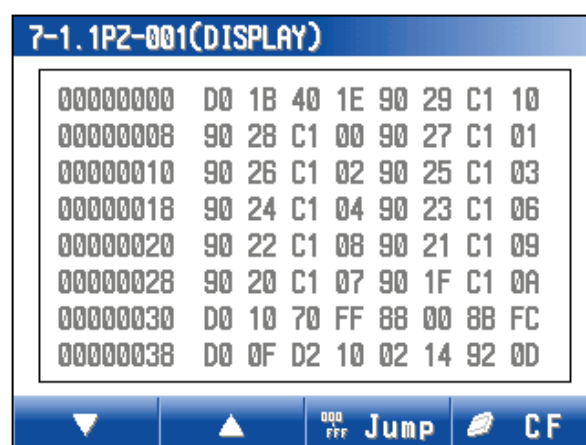 7-1.1PZ-001(DISPLAY)
00000000 D0 1B 40 1E 90 29 C1 10
00000008 90 28 C1 00 90 27 C1 01
00000010 90 26 C1 02 90 25 C1 03
00000018 90 24 C1 04 90 23 C1 06
00000020 90 22 C1 08 90 21 C1 09
00000028 90 20 C1 07 90 1F C1 0A
00000030 D0 10 70 FF 88 00 8B FC
00000038 D0 0F D2 10 02 14 92 0D
▼ ▲ 000 FFF Jump CF